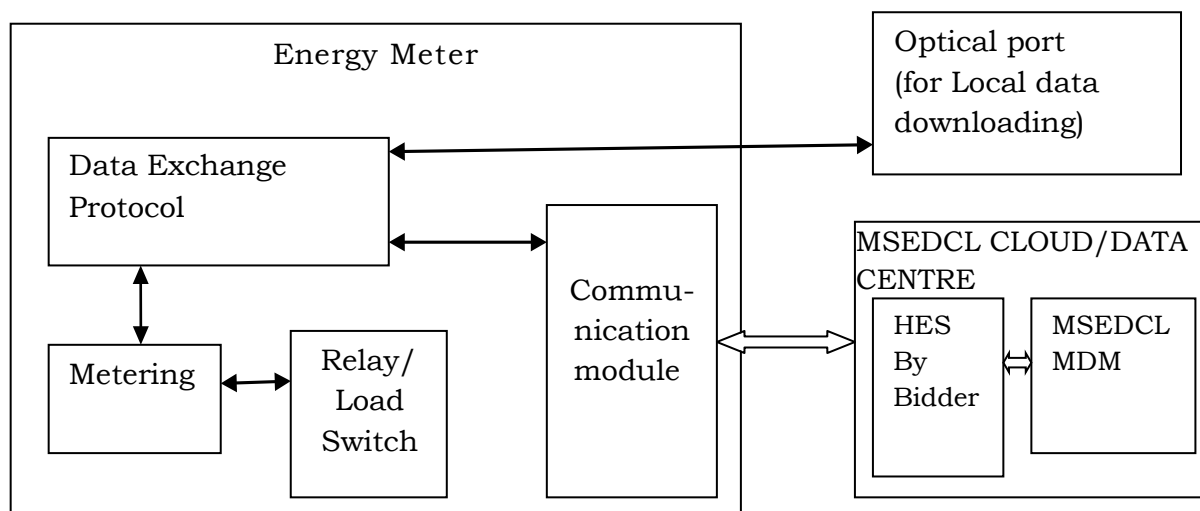 Energy Meter
Optical port
(for Local data
downloading)
Data Exchange
Protocol
Commu-
nication
module
Metering
Relay/
Load
Switch
MSEDCL CLOUD/DATA
CENTRE
HES
By
Bidder
MSEDCL
MDM